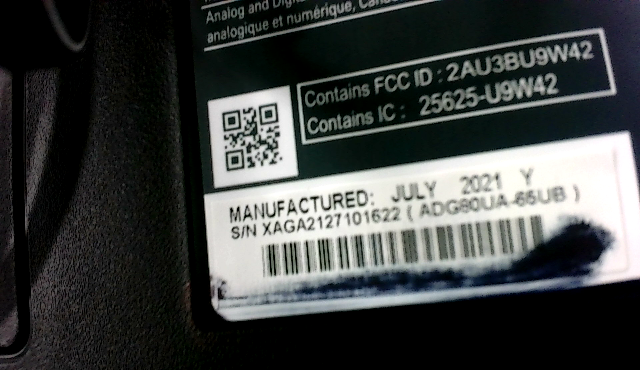 Analog and Digi
analogique et numérique, Cans
Contains FCC ID : 2AU3BU9W42
Contains IC : 25625-U9W42
MANUFACTURED: JULY 2021 Y
S/N XAGA2127101622 ( ADG80UA-65UB )